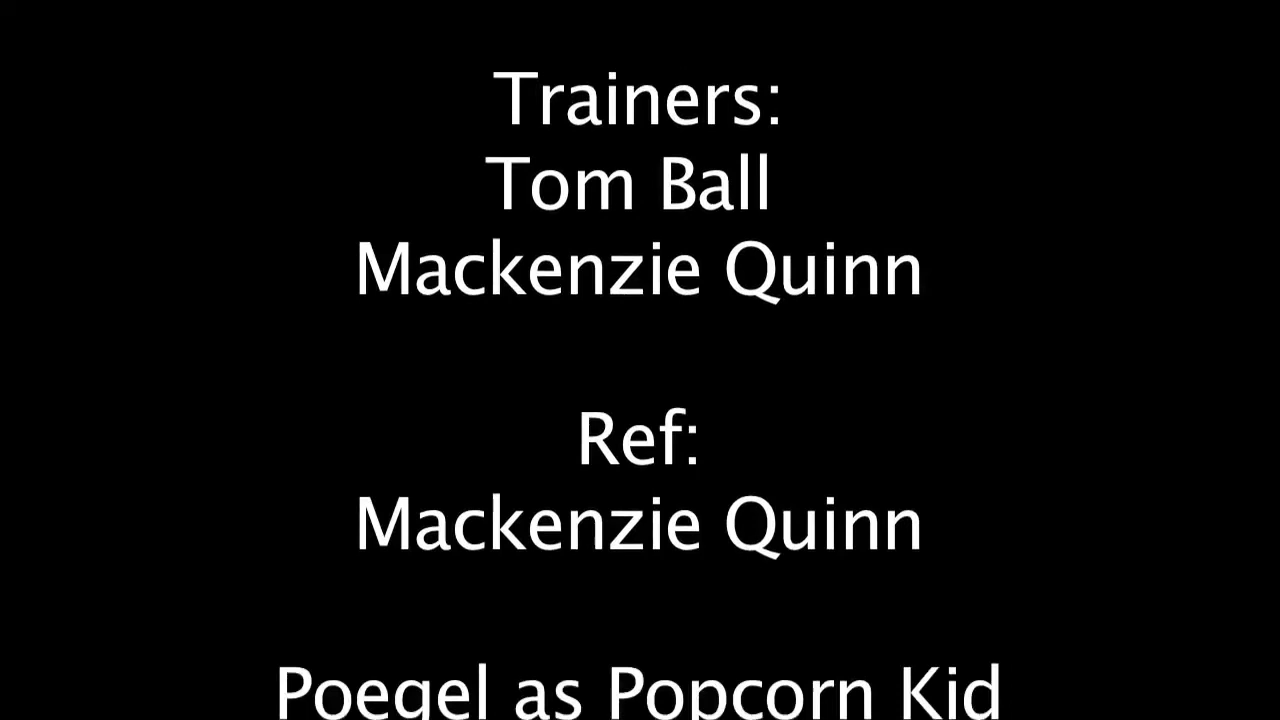 Trainers:
Tom Ball
Mackenzie Quinn
Ref:
Mackenzie Quinn
Poegel as Popcorn Kid